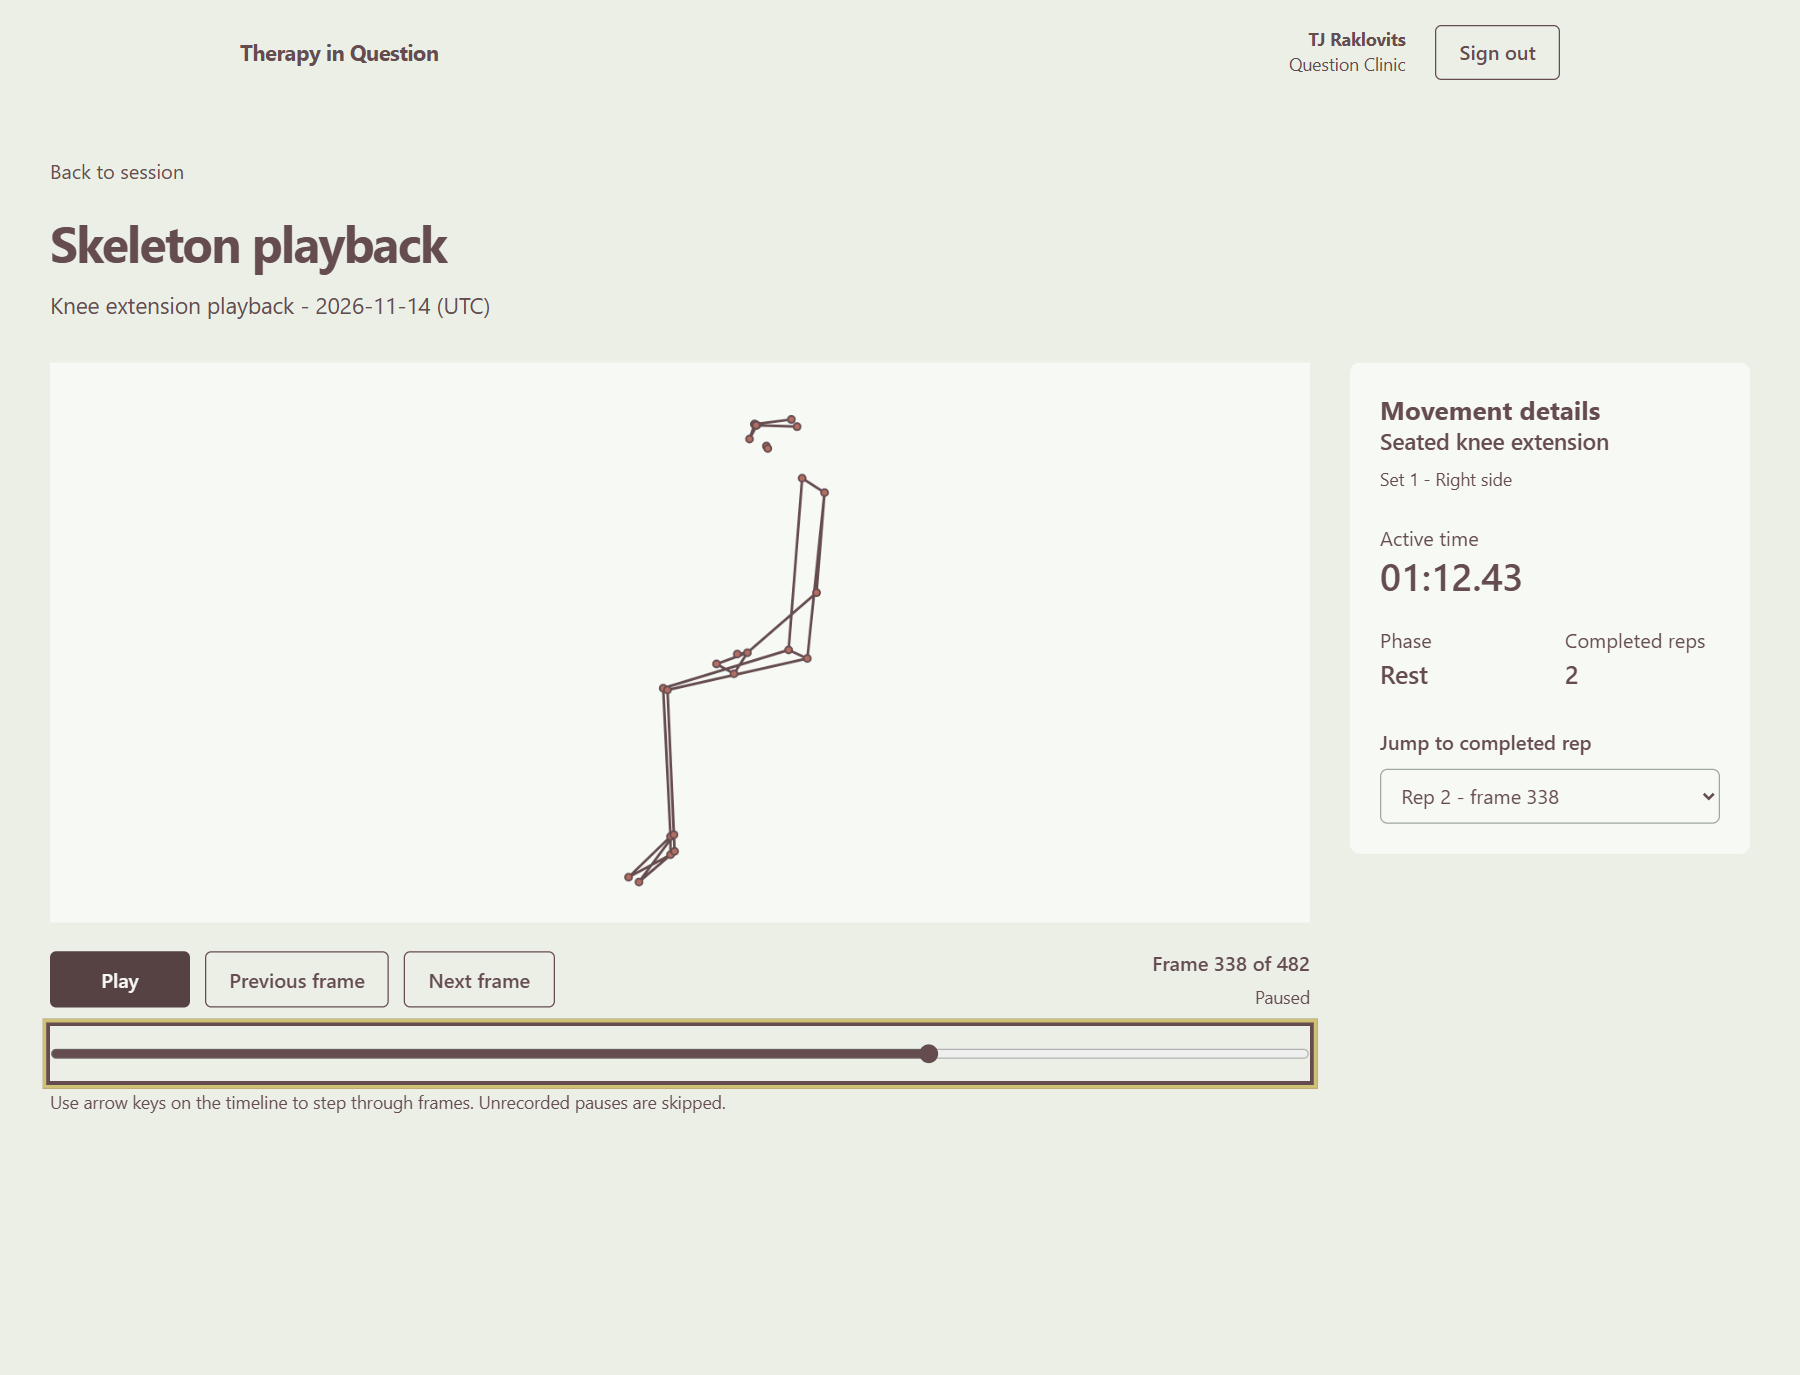 Therapy in Question
TJ Raklovits
Question Clinic
Sign out
Back to session
Skeleton playback
Knee extension playback - 2026-11-14 (UTC)
Movement details
Seated knee extension
Set 1 - Right side
Active time
01:12.43
Phase
Completed reps
Rest
2
Jump to completed rep
Rep 2 - frame 338
Play
Previous frame
Next frame
Frame 338 of 482
Paused
Use arrow keys on the timeline to step through frames. Unrecorded pauses are skipped.